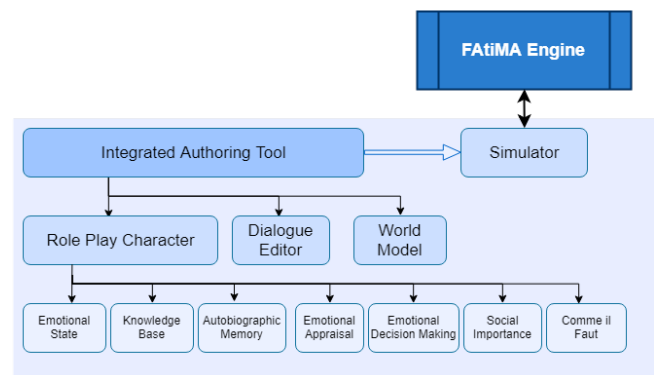 FAtiMA Engine
Integrated Authoring Tool
Simulator
Role Play Character
Dialogue
Editor
World
Model
Emotional
State
Knowledge
Base
Autobiographic
Memory
Emotional
Appraisal
Emotional
Decision Making
Social
Importance
Comme il
Faut